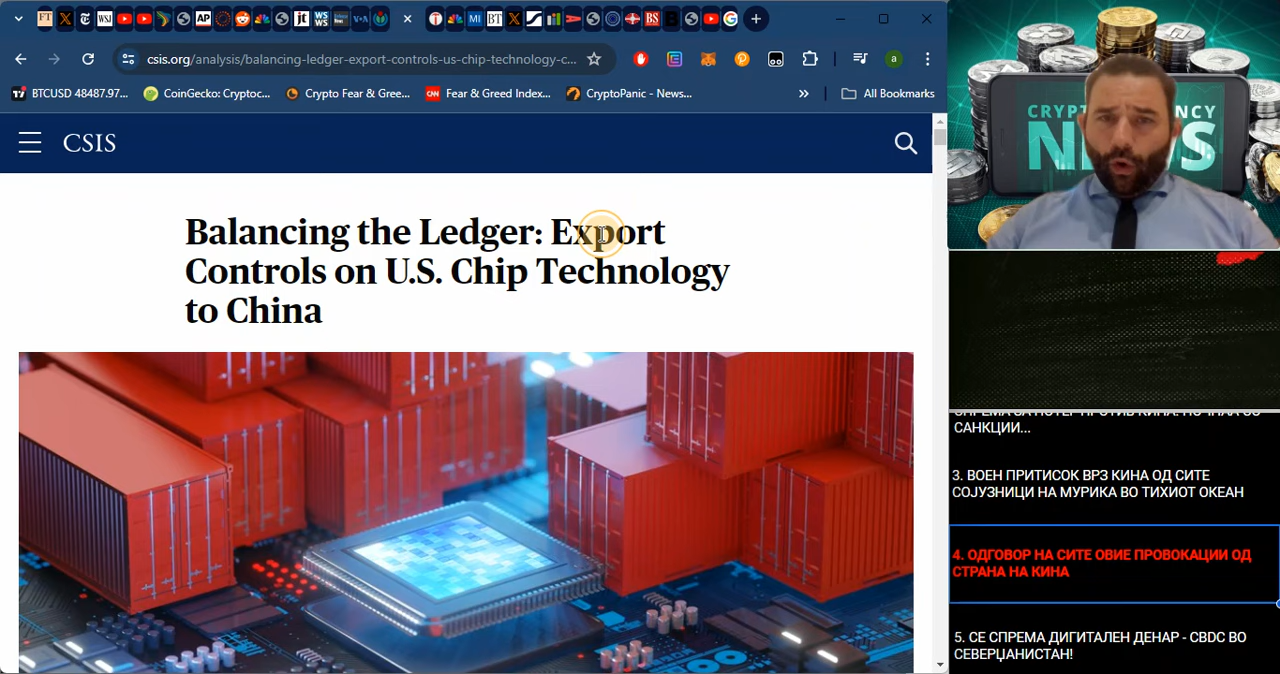 csis.org/analysis/balancing-ledger-export-controls-us-chip-technology-c...
BTCUSD 48487.97...
CoinGecko: Cryptoc...
Crypto Fear & Gree...
Fear & Greed Index...
CryptoPanic - News...
All Bookmarks
CSIS
Balancing the Ledger: Export
Controls on U.S. Chip Technology
to China
NEWS
САНКЦИИ...
3. ВОЕН ПРИТИСОК ВРЗ КИНА ОД СИТЕ
СОЈУЗНИЦИ НА МУРИКА ВО ТИХИОТ ОКЕАН
4. ОДГОВОР НА СИТЕ ОВИЕ ПРОВОКАЦИИ ОД
СТРАНА НА КИНА
5. СЕ СПРЕМА ДИГИТАЛЕН ДЕНАР - CBDC ВО
СЕВЕРЏАНИСТАН!